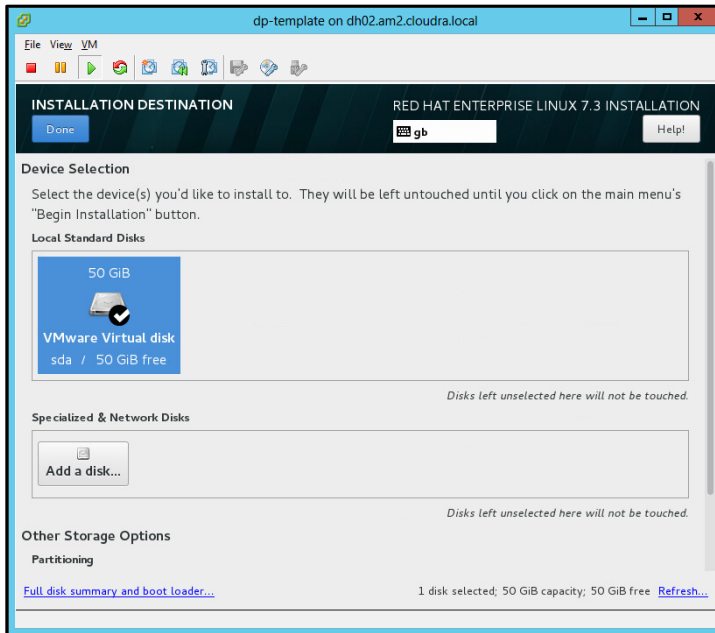 dp-template on dh02.am2.cloudra.local
File View VM
INSTALLATION DESTINATION
RED HAT ENTERPRISE LINUX 7.3 INSTALLATION
Done
gb
Help!
Device Selection
Select the device(s) you'd like to install to. They will be left untouched until you click on the main menu's
"Begin Installation" button.
Local Standard Disks
50 GiB
VMware Virtual disk
sda / 50 GiB free
Disks left unselected here will not be touched.
Specialized & Network Disks
Add a disk...
Disks left unselected here will not be touched.
Other Storage Options
Partitioning
Full disk summary and boot loader...
1 disk selected; 50 GiB capacity; 50 GiB free Refresh...